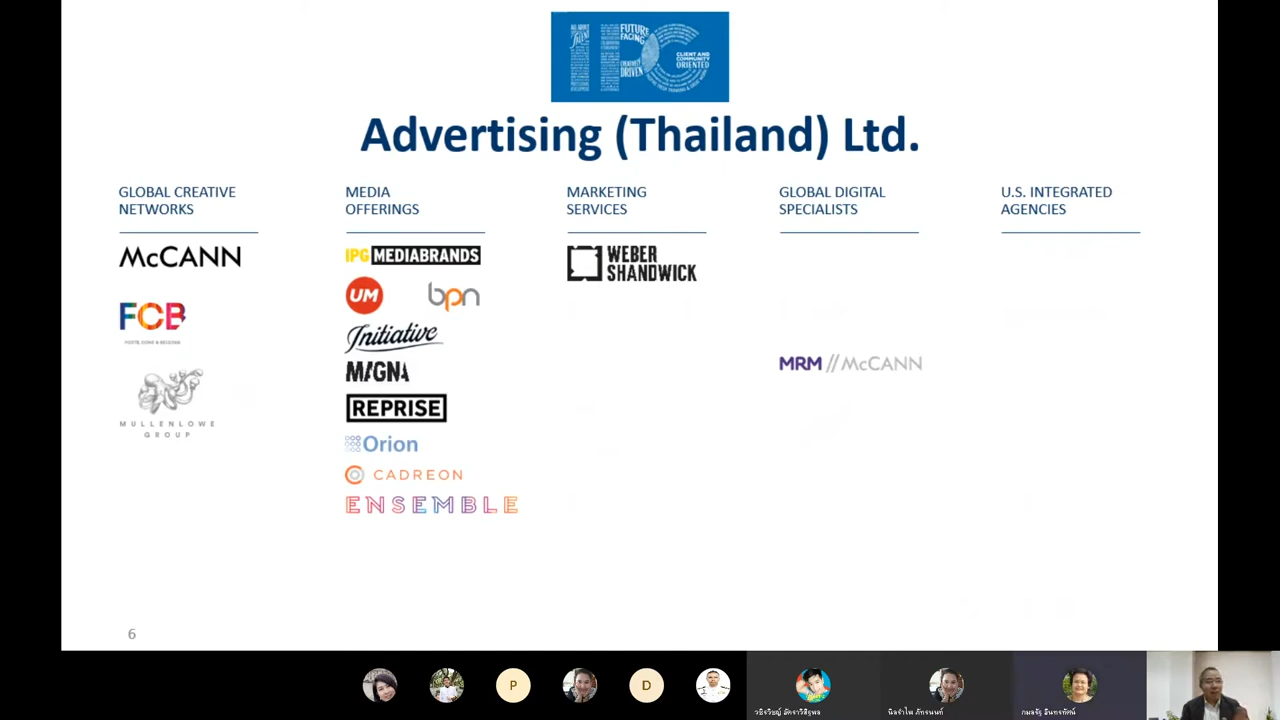 IPG
FUTURE
FACING
CREATIVELY
DRIVEN
CLIENT AND
COMMUNITY
ORIENTED
Advertising (Thailand) Ltd.
GLOBAL CREATIVE
NETWORKS
McCANN
FCB
FOOTE, CONE & BELDING
MULLENLOWE
GROUP
MEDIA
OFFERINGS
IPG MEDIABRANDS
UM
bpn
Initiative
MAGNA
REPRISE
Orion
CADREON
ENSEMBLE
MARKETING
SERVICES
WEBER
SHANDWICK
GLOBAL DIGITAL
SPECIALISTS
MRM//McCANN
U.S. INTEGRATED
AGENCIES
6
P
D